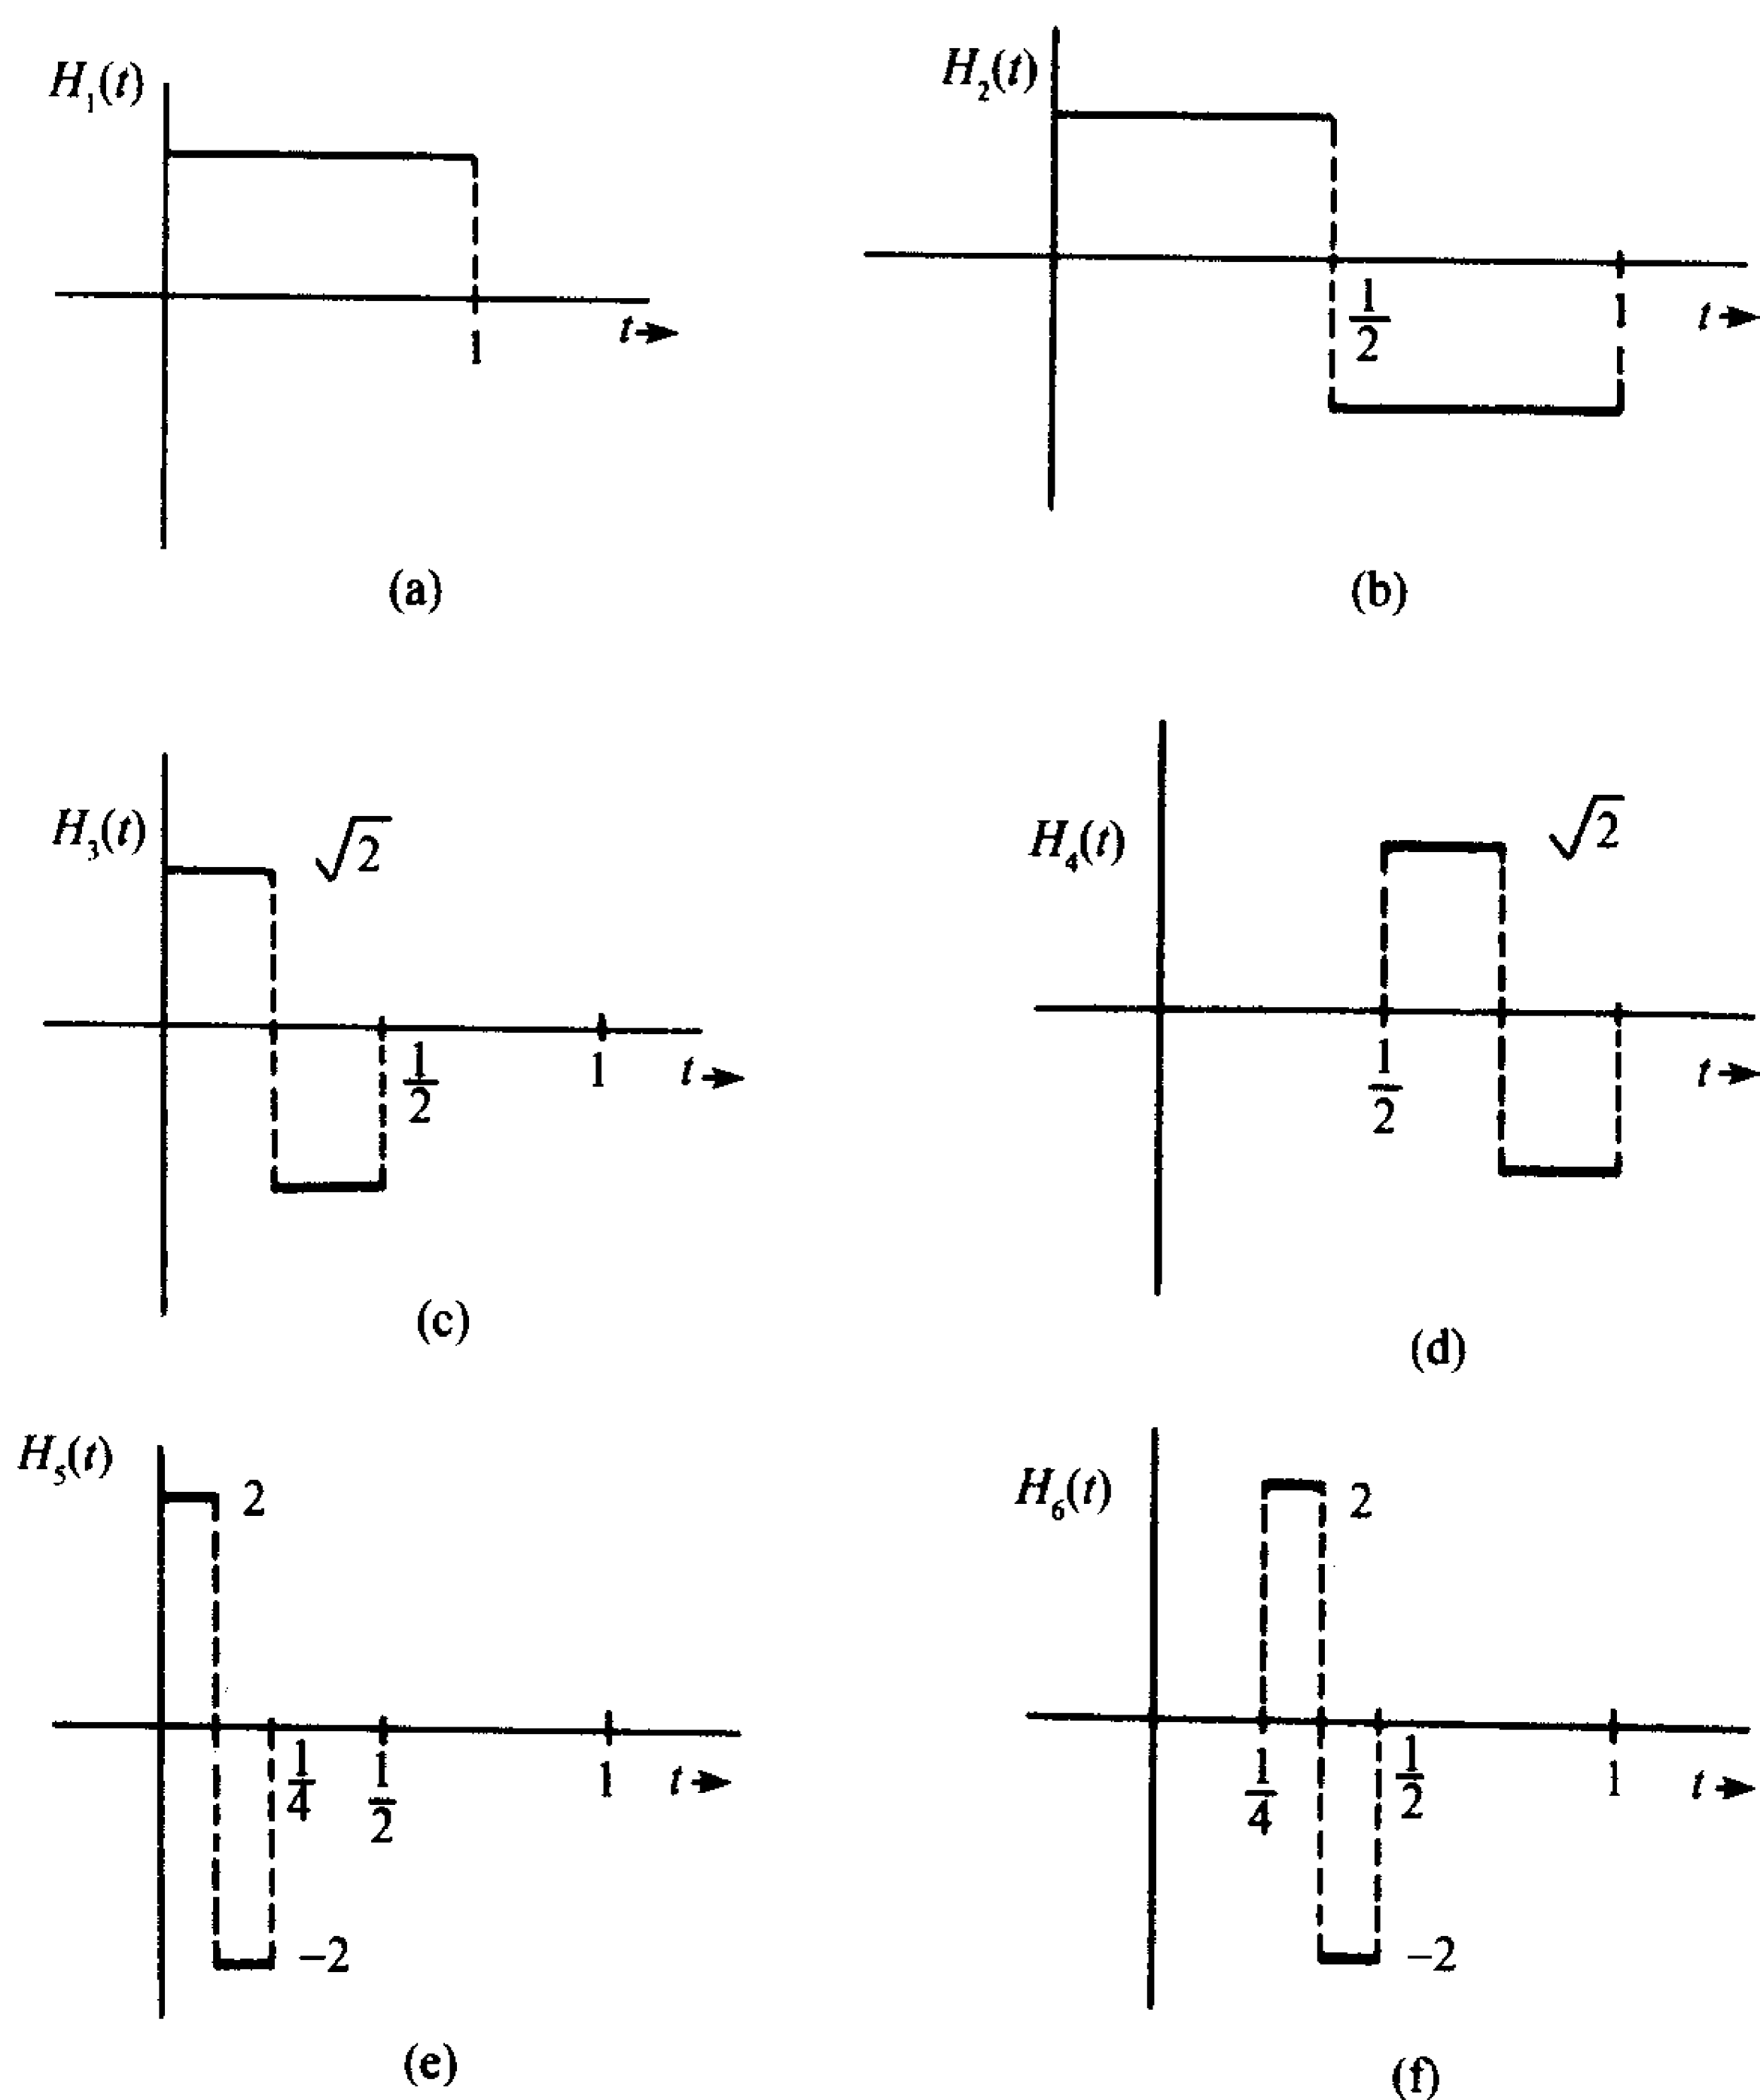 H₁(t)
1
t→
(a)
H₂(t)
1/2
1
t→
(b)
H₃(t)
√2
1/2
1
t→
(c)
H₄(t)
√2
1/2
t→
(d)
H₅(t)
2
1/4
1/2
1
t→
-2
(e)
H₆(t)
2
1/4
1/2
1
t→
-2
(f)